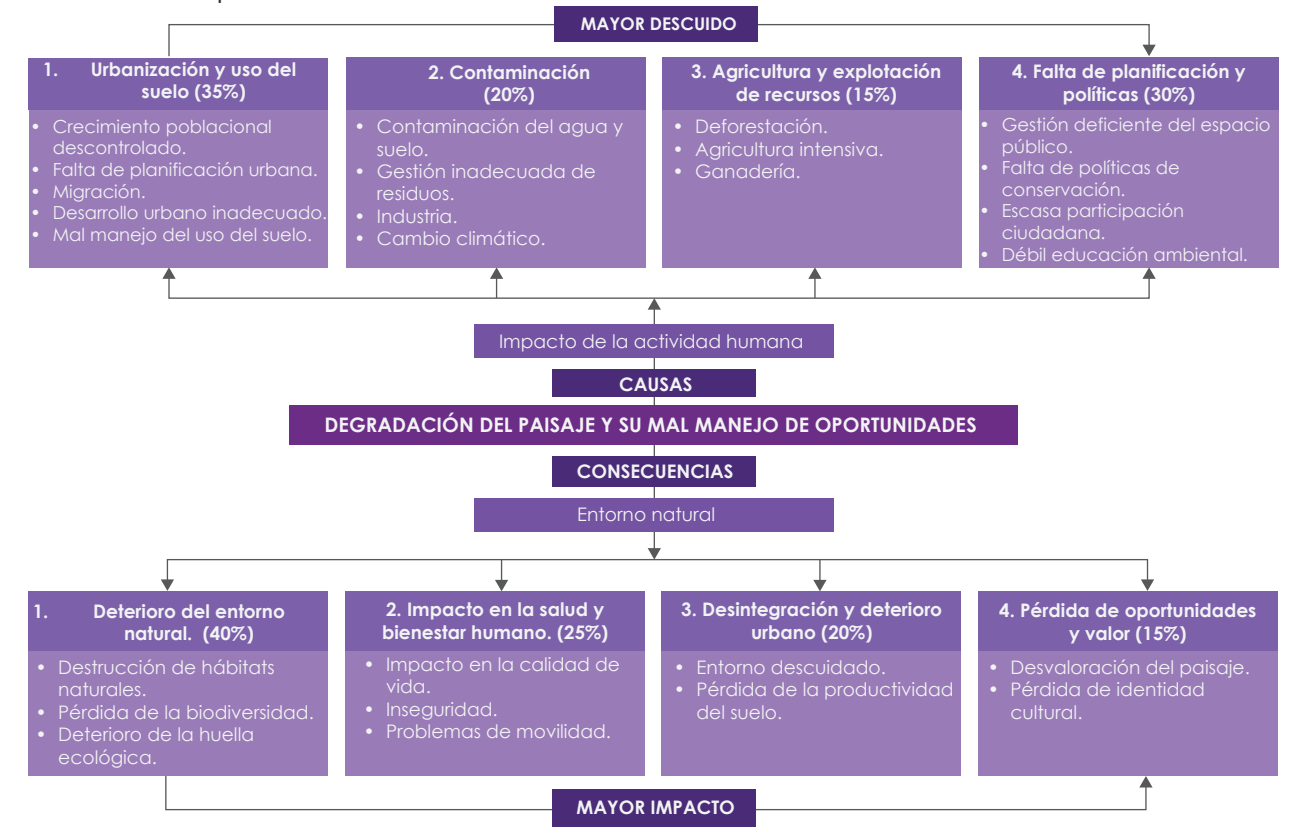 MAYOR DESCUIDO
1. Urbanización y uso del
suelo (35%)
• Crecimiento poblacional
descontrolado.
• Falta de planificación urbana.
• Migración.
• Desarrollo urbano inadecuado.
• Mal manejo del uso del suelo.
2. Contaminación
(20%)
• Contaminación del agua y
suelo.
• Gestión inadecuada de
residuos.
• Industria.
• Cambio climático.
3. Agricultura y explotación
de recursos (15%)
• Deforestación.
• Agricultura intensiva.
• Ganadería.
4. Falta de planificación y
políticas (30%)
• Gestión deficiente del espacio
público.
• Falta de políticas de
conservación.
• Escasa participación
ciudadana.
• Débil educación ambiental.
Impacto de la actividad humana
CAUSAS
DEGRADACIÓN DEL PAISAJE Y SU MAL MANEJO DE OPORTUNIDADES
CONSECUENCIAS
Entorno natural
1. Deterioro del entorno
natural. (40%)
• Destrucción de hábitats
naturales.
• Pérdida de la biodiversidad.
• Deterioro de la huella
ecológica.
2. Impacto en la salud y
bienestar humano. (25%)
• Impacto en la calidad de
vida.
• Inseguridad.
• Problemas de movilidad.
3. Desintegración y deterioro
urbano (20%)
• Entorno descuidado.
• Pérdida de la productividad
del suelo.
4. Pérdida de oportunidades
y valor (15%)
• Desvaloración del paisaje.
• Pérdida de identidad
cultural.
MAYOR IMPACTO